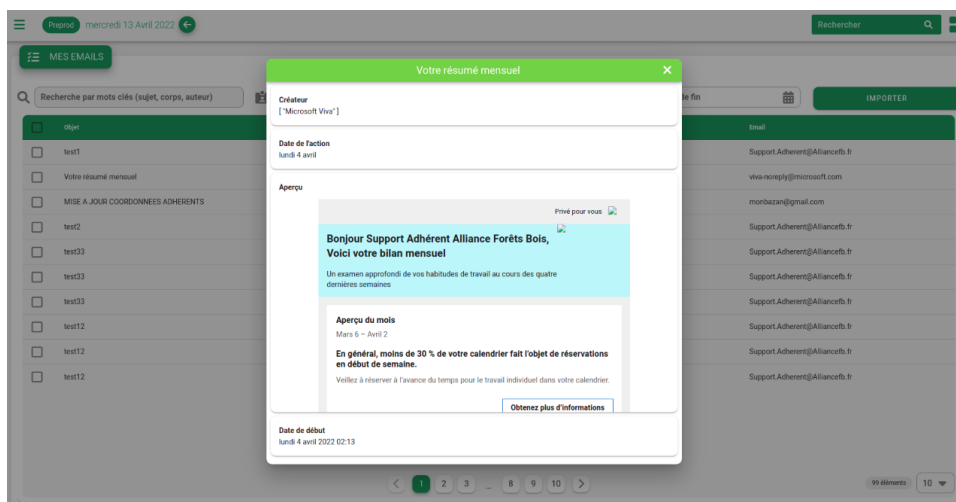 Preprod mercredi 13 Avril 2022
Rechercher
MES EMAILS
Votre résumé mensuel
Recherche par mots clés (sujet, corps, auteur)
de fin
IMPORTER
Créateur
[ "Microsoft Viva" ]
Objet
Email
Date de l'action
lundi 4 avril
test1
Support.Adherent@Alliancefb.fr
Votre résumé mensuel
viva-noreply@microsoft.com
Aperçu
MISE A JOUR COORDONNEES ADHERENTS
monbazan@gmail.com
Privé pour vous
test2
Support.Adherent@Alliancefb.fr
Bonjour Support Adhérent Alliance Forêts Bois,
Voici votre bilan mensuel
test33
Support.Adherent@Alliancefb.fr
Un examen approfondi de vos habitudes de travail au cours des quatre
dernières semaines
test33
Support.Adherent@Alliancefb.fr
test33
Support.Adherent@Alliancefb.fr
Aperçu du mois
Mars 6 – Avril 2
test12
Support.Adherent@Alliancefb.fr
En général, moins de 30 % de votre calendrier fait l'objet de réservations
en début de semaine.
test12
Support.Adherent@Alliancefb.fr
Veillez à réserver à l'avance du temps pour le travail individuel dans votre calendrier.
test12
Support.Adherent@Alliancefb.fr
Obtenez plus d'informations
Date de début
lundi 4 avril 2022 02:13
1 2 3 ... 8 9 10
99 éléments 10